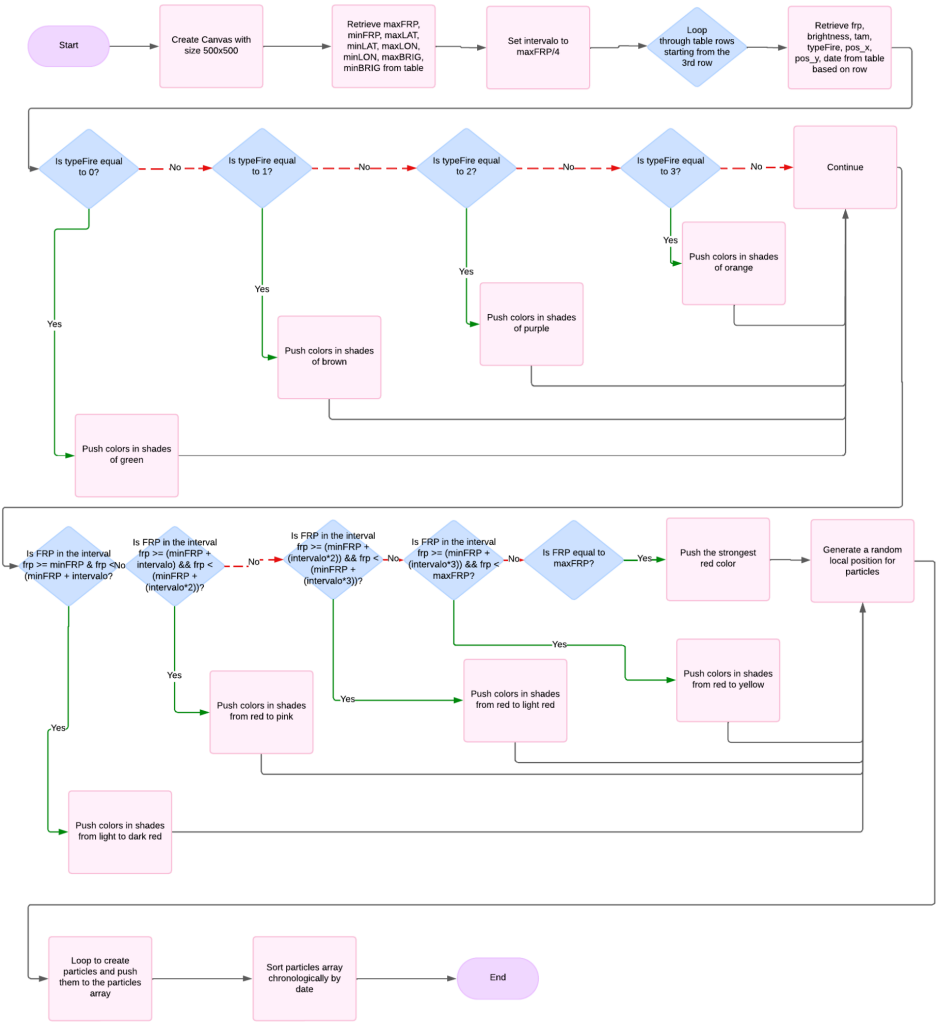 Start
Create Canvas with
size 500x500
Retrieve maxFRP,
minFRP, maxLAT,
minLAT, maxLON,
minLON, maxBRIG,
minBRIG from table
Set intervalo to
maxFRP/4
Loop
through table rows
starting from the
3rd row
Retrieve frp,
brightness, tam,
typeFire, pos_x,
pos_y, date from table
based on row
Is typeFire equal
to 0?
No
Is typeFire equal
to 1?
No
Is typeFire equal
to 2?
No
Is typeFire equal
to 3?
No
Continue
Yes
Push colors in shades
of orange
Yes
Push colors in shades
of purple
Yes
Push colors in shades
of brown
Yes
Push colors in shades
of green
Is FRP in the interval
frp >= minFRP & frp <
(minFRP + intervalo?
No
Is FRP in the interval
frp >= (minFRP +
intervalo) && frp <
(minFRP +
(intervalo*2))?
No
Is FRP in the interval
frp >= (minFRP +
(intervalo*2)) && frp <
(minFRP +
(intervalo*3))?
No
Is FRP in the interval
frp >= (minFRP +
(intervalo*3)) && frp <
maxFRP?
No
Is FRP equal to
maxFRP?
Yes
Push the strongest
red color
Generate a random
local position for
particles
Yes
Push colors in shades
from red to yellow
Yes
Push colors in shades
from red to light red
Yes
Push colors in shades
from red to pink
Yes
Push colors in shades
from light to dark red
Loop to create
particles and push
them to the particles
array
Sort particles array
chronologically by
date
End